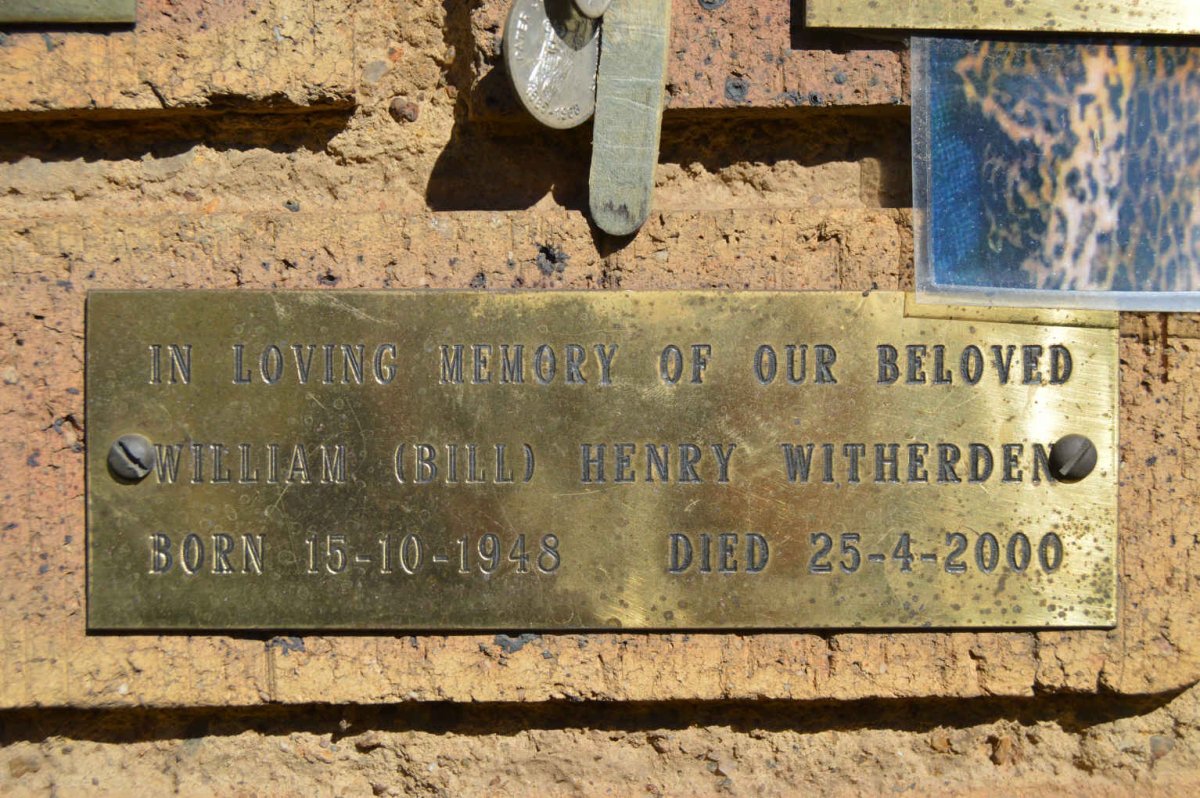 IN LOVING MEMORY OF OUR BELOVED
WILLIAM (BILL) HENRY WITHERDEN
BORN 15-10-1948 DIED 25-4-2000